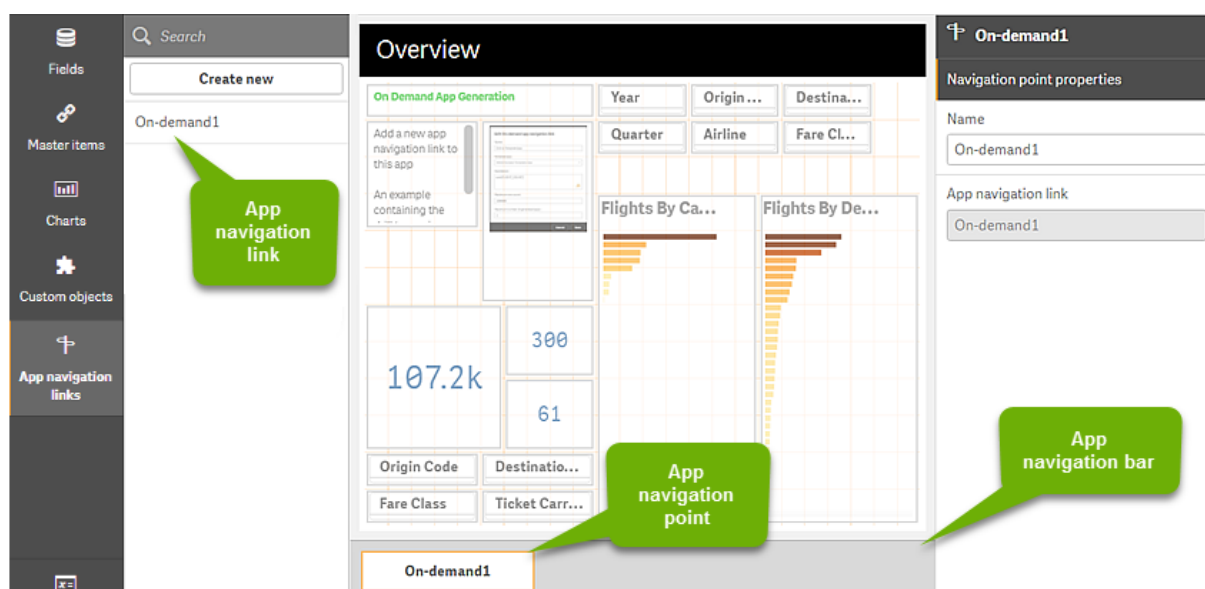 Fields
Master items
Charts
Custom objects
App navigation
links
Search
Create new
On-demand1
App
navigation
link
Overview
On Demand App Generation
Add a new app
navigation link to
this app
An example
containing the
Year
Origin ...
Destina...
Quarter
Airline
Fare Cl...
Flights By Ca...
Flights By De...
107.2k
300
61
Origin Code
Destinatio...
Fare Class
Ticket Carr...
App
navigation
point
On-demand1
App
navigation bar
On-demand1
Navigation point properties
Name
On-demand1
App navigation link
On-demand1